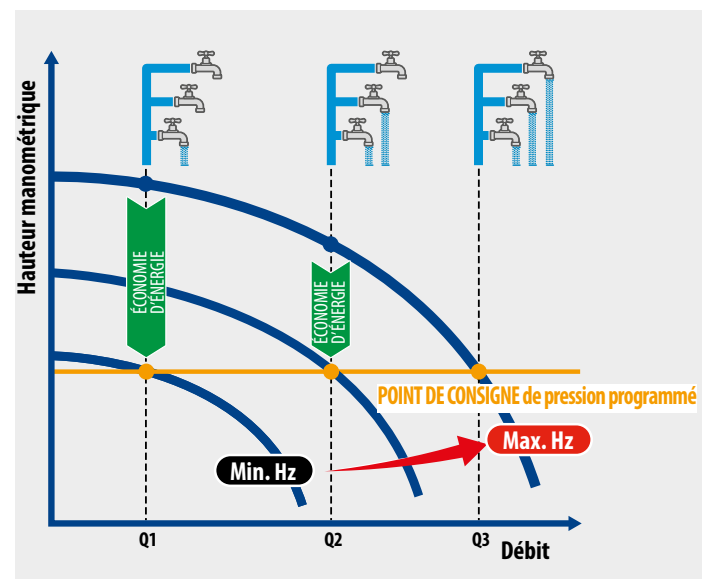 Hauteur manométrique
ÉCONOMIE
D'ÉNERGIE
ÉCONOMIE
D'ÉNERGIE
POINT DE CONSIGNE de pression programmé
Max. Hz
Min. Hz
Q1
Q2
Q3
Débit